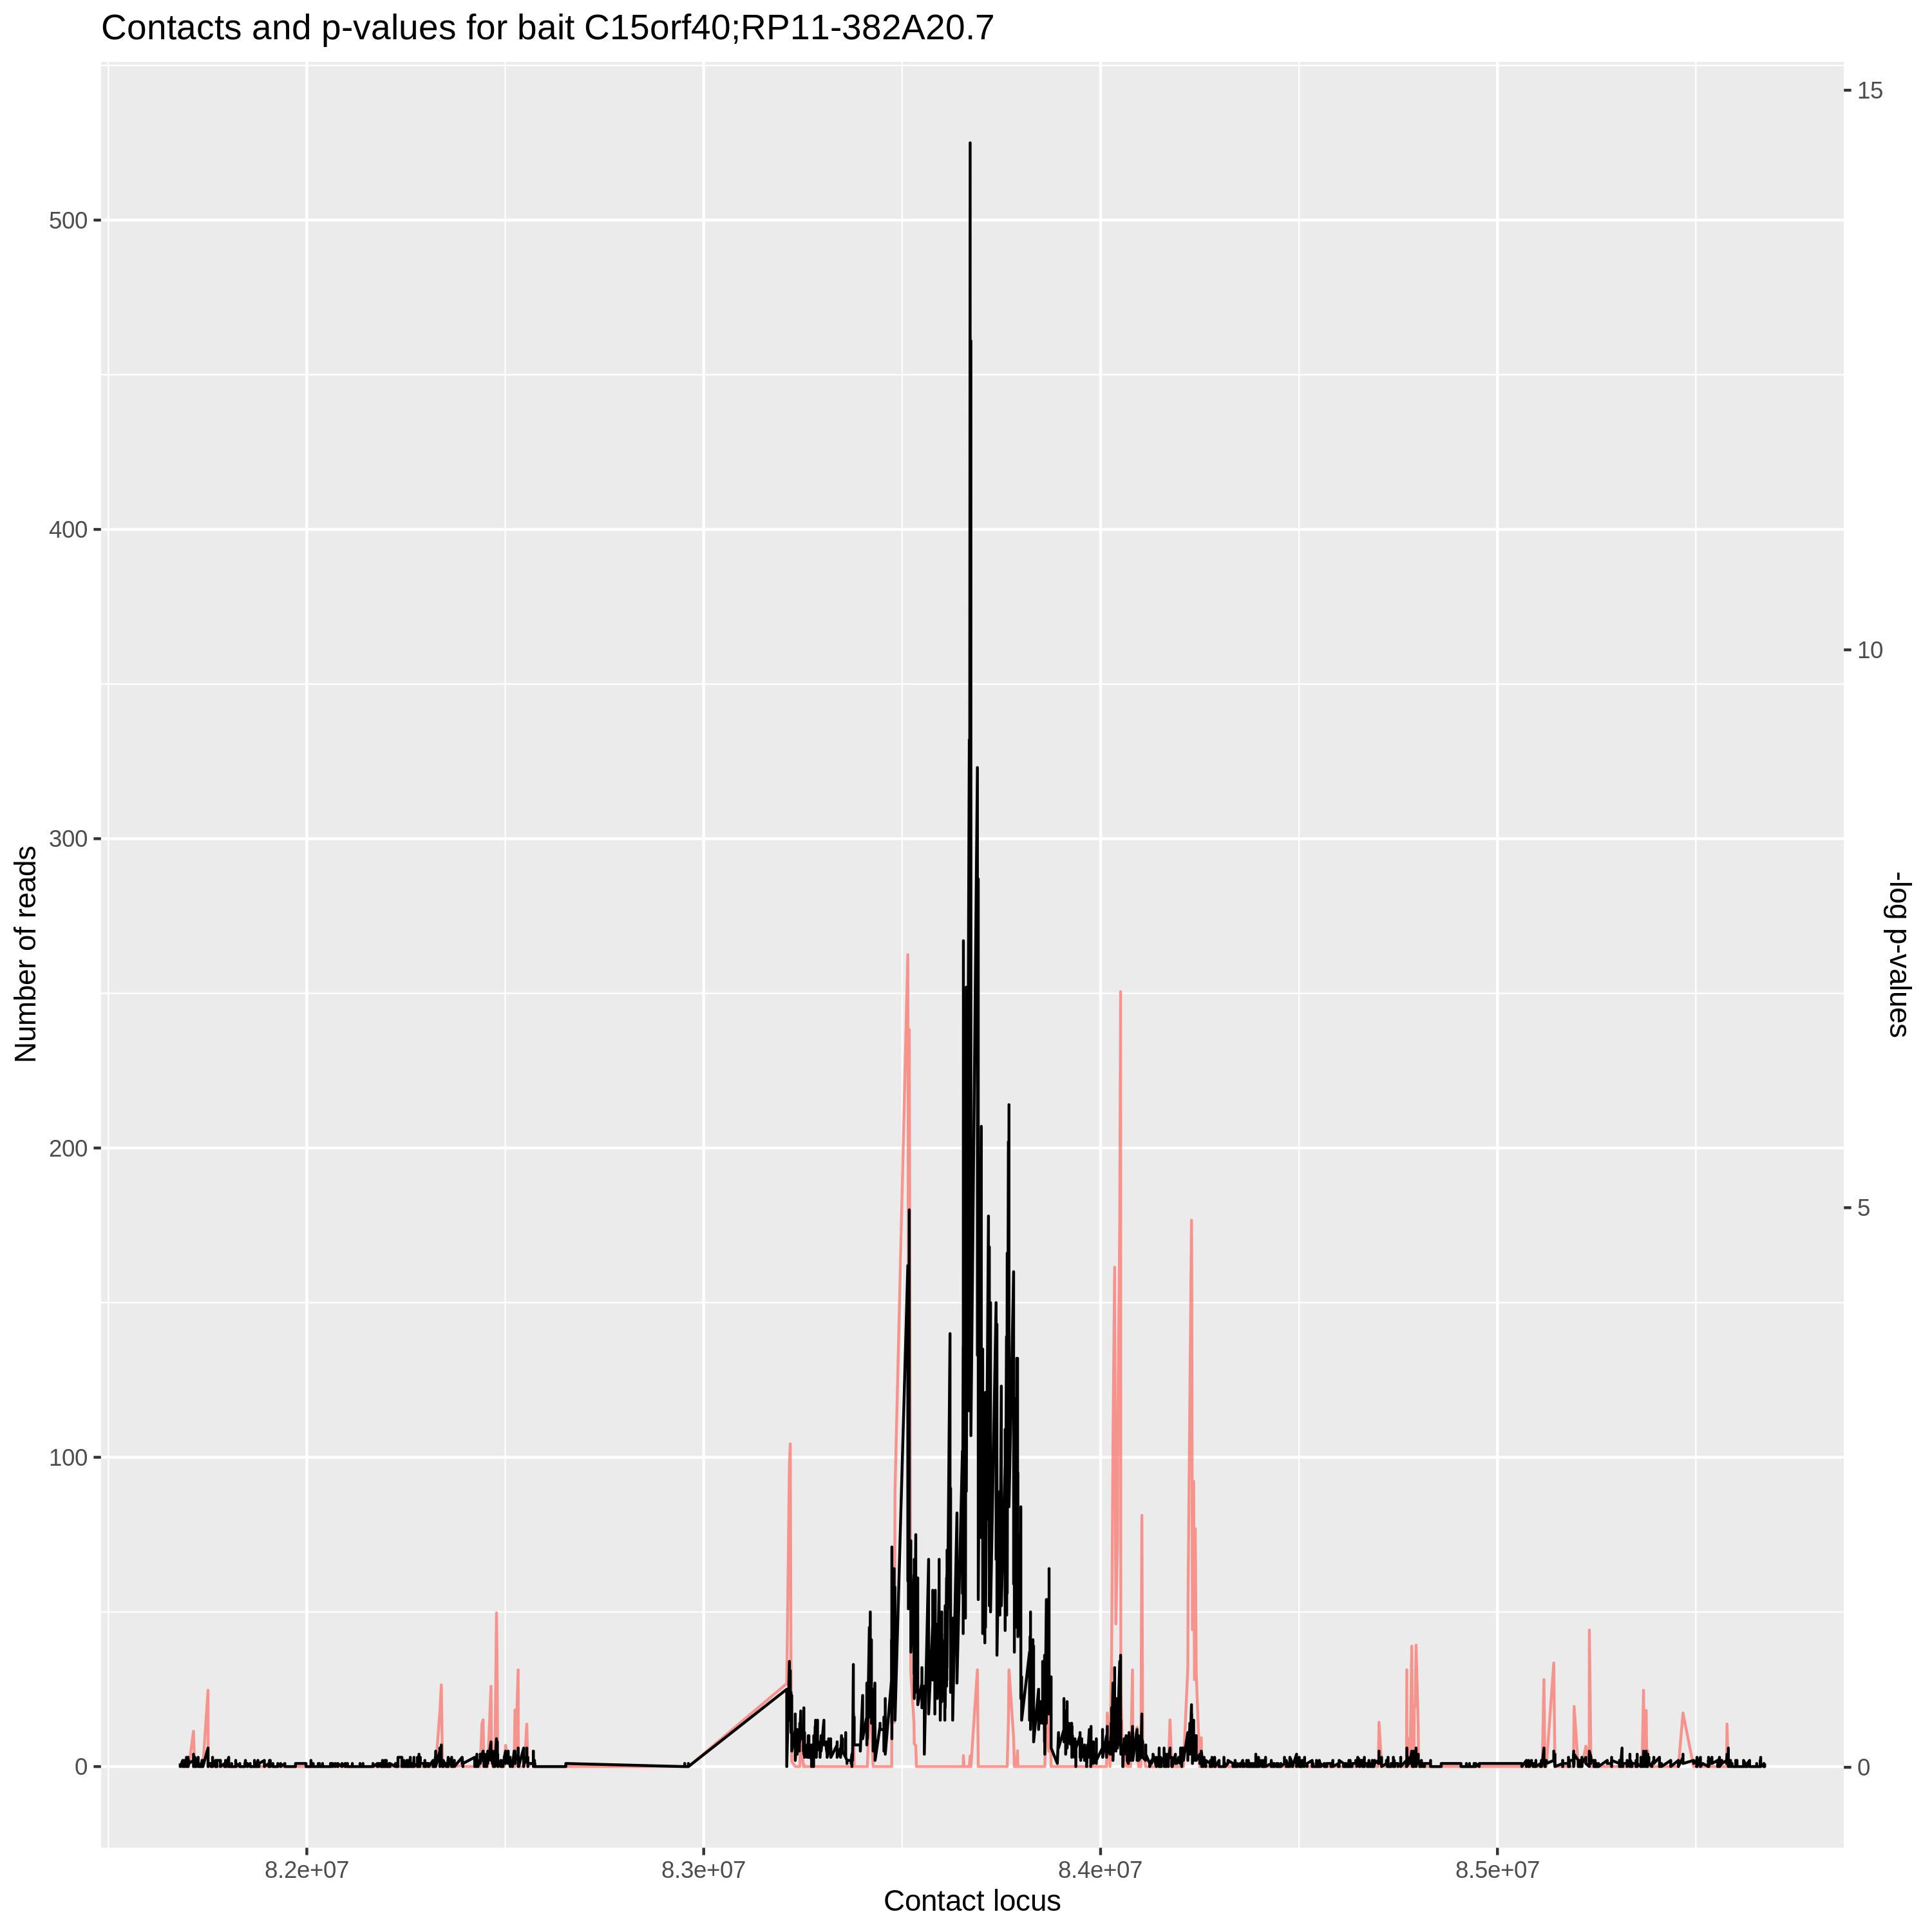 Contacts and p-values for bait C15orf40;RP11-382A20.7
500
400
300
200
100
0
Number of reads
15
10
5
0
-log p-values
8.2e+07
8.3e+07
8.4e+07
8.5e+07
Contact locus